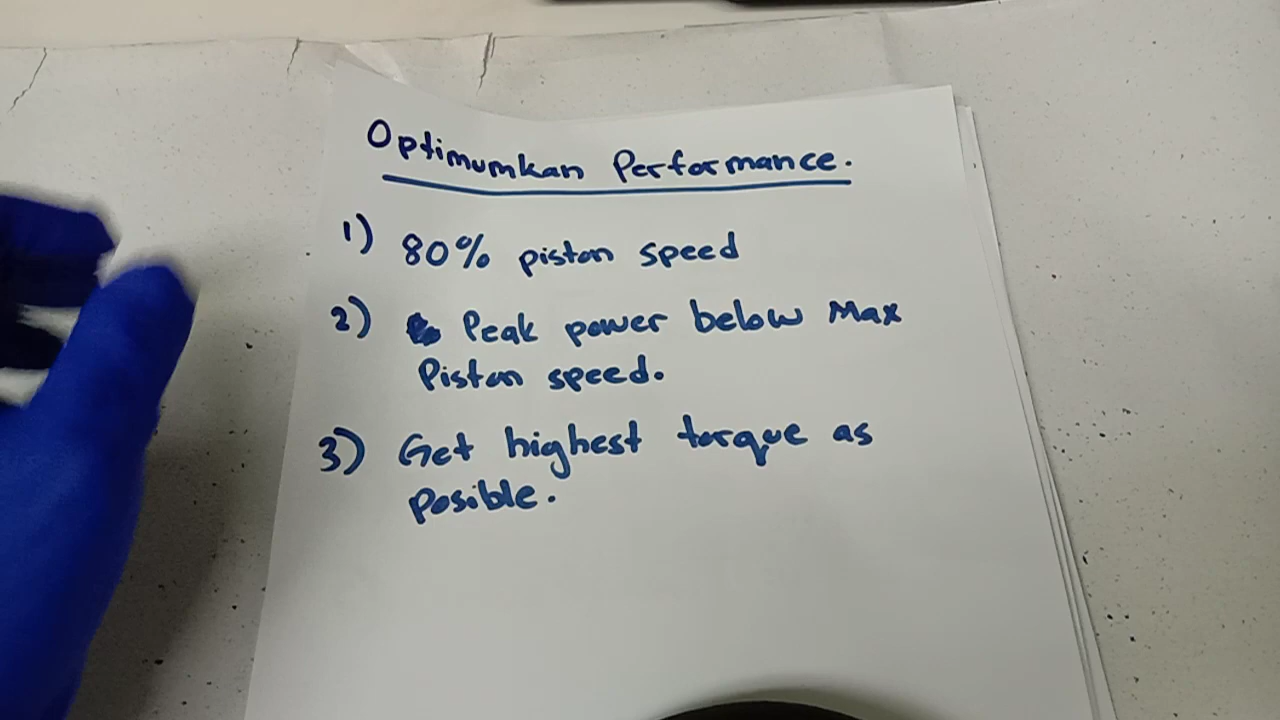 Optimumkan Performance.
1) 80% piston speed
2) Peak power below Max
Piston speed.
3) Get highest torque as
posible.